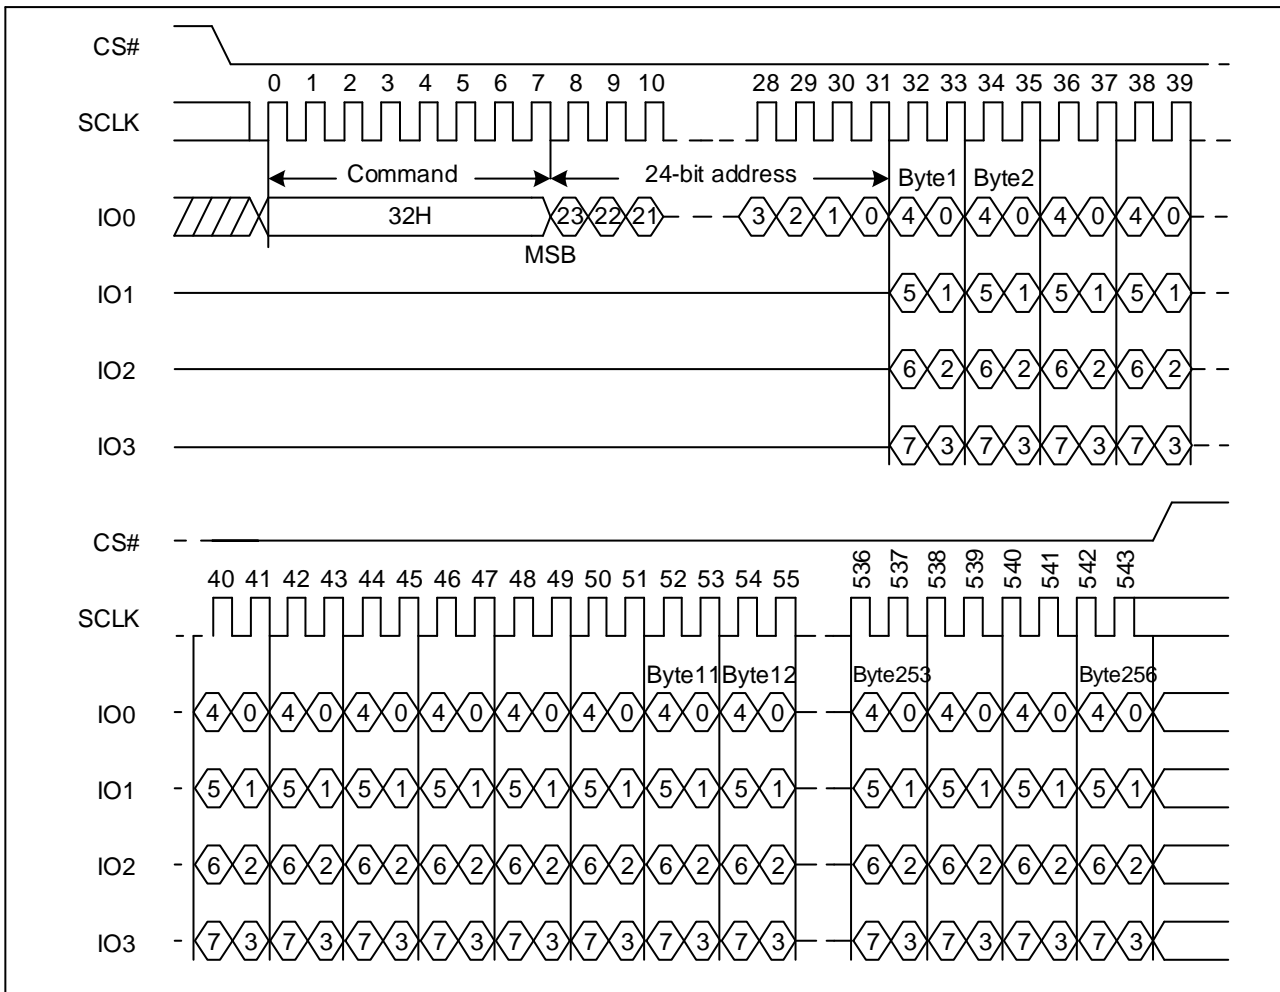 CS#
0 1 2 3 4 5 6 7 8 9 10 28 29 30 31 32 33 34 35 36 37 38 39
SCLK
Command 24-bit address Byte1 Byte2
IO0 32H 23 22 21 3 2 1 0 4 0 4 0 4 0 4 0
MSB
IO1 5 1 5 1 5 1 5 1
IO2 6 2 6 2 6 2 6 2
IO3 7 3 7 3 7 3 7 3
CS#
40 41 42 43 44 45 46 47 48 49 50 51 52 53 54 55 536 537 538 539 540 541 542 543
SCLK
Byte11 Byte12 Byte253 Byte256
IO0 4 0 4 0 4 0 4 0 4 0 4 0 4 0 4 0 4 0 4 0 4 0 4 0
IO1 5 1 5 1 5 1 5 1 5 1 5 1 5 1 5 1 5 1 5 1 5 1 5 1
IO2 6 2 6 2 6 2 6 2 6 2 6 2 6 2 6 2 6 2 6 2 6 2 6 2
IO3 7 3 7 3 7 3 7 3 7 3 7 3 7 3 7 3 7 3 7 3 7 3 7 3